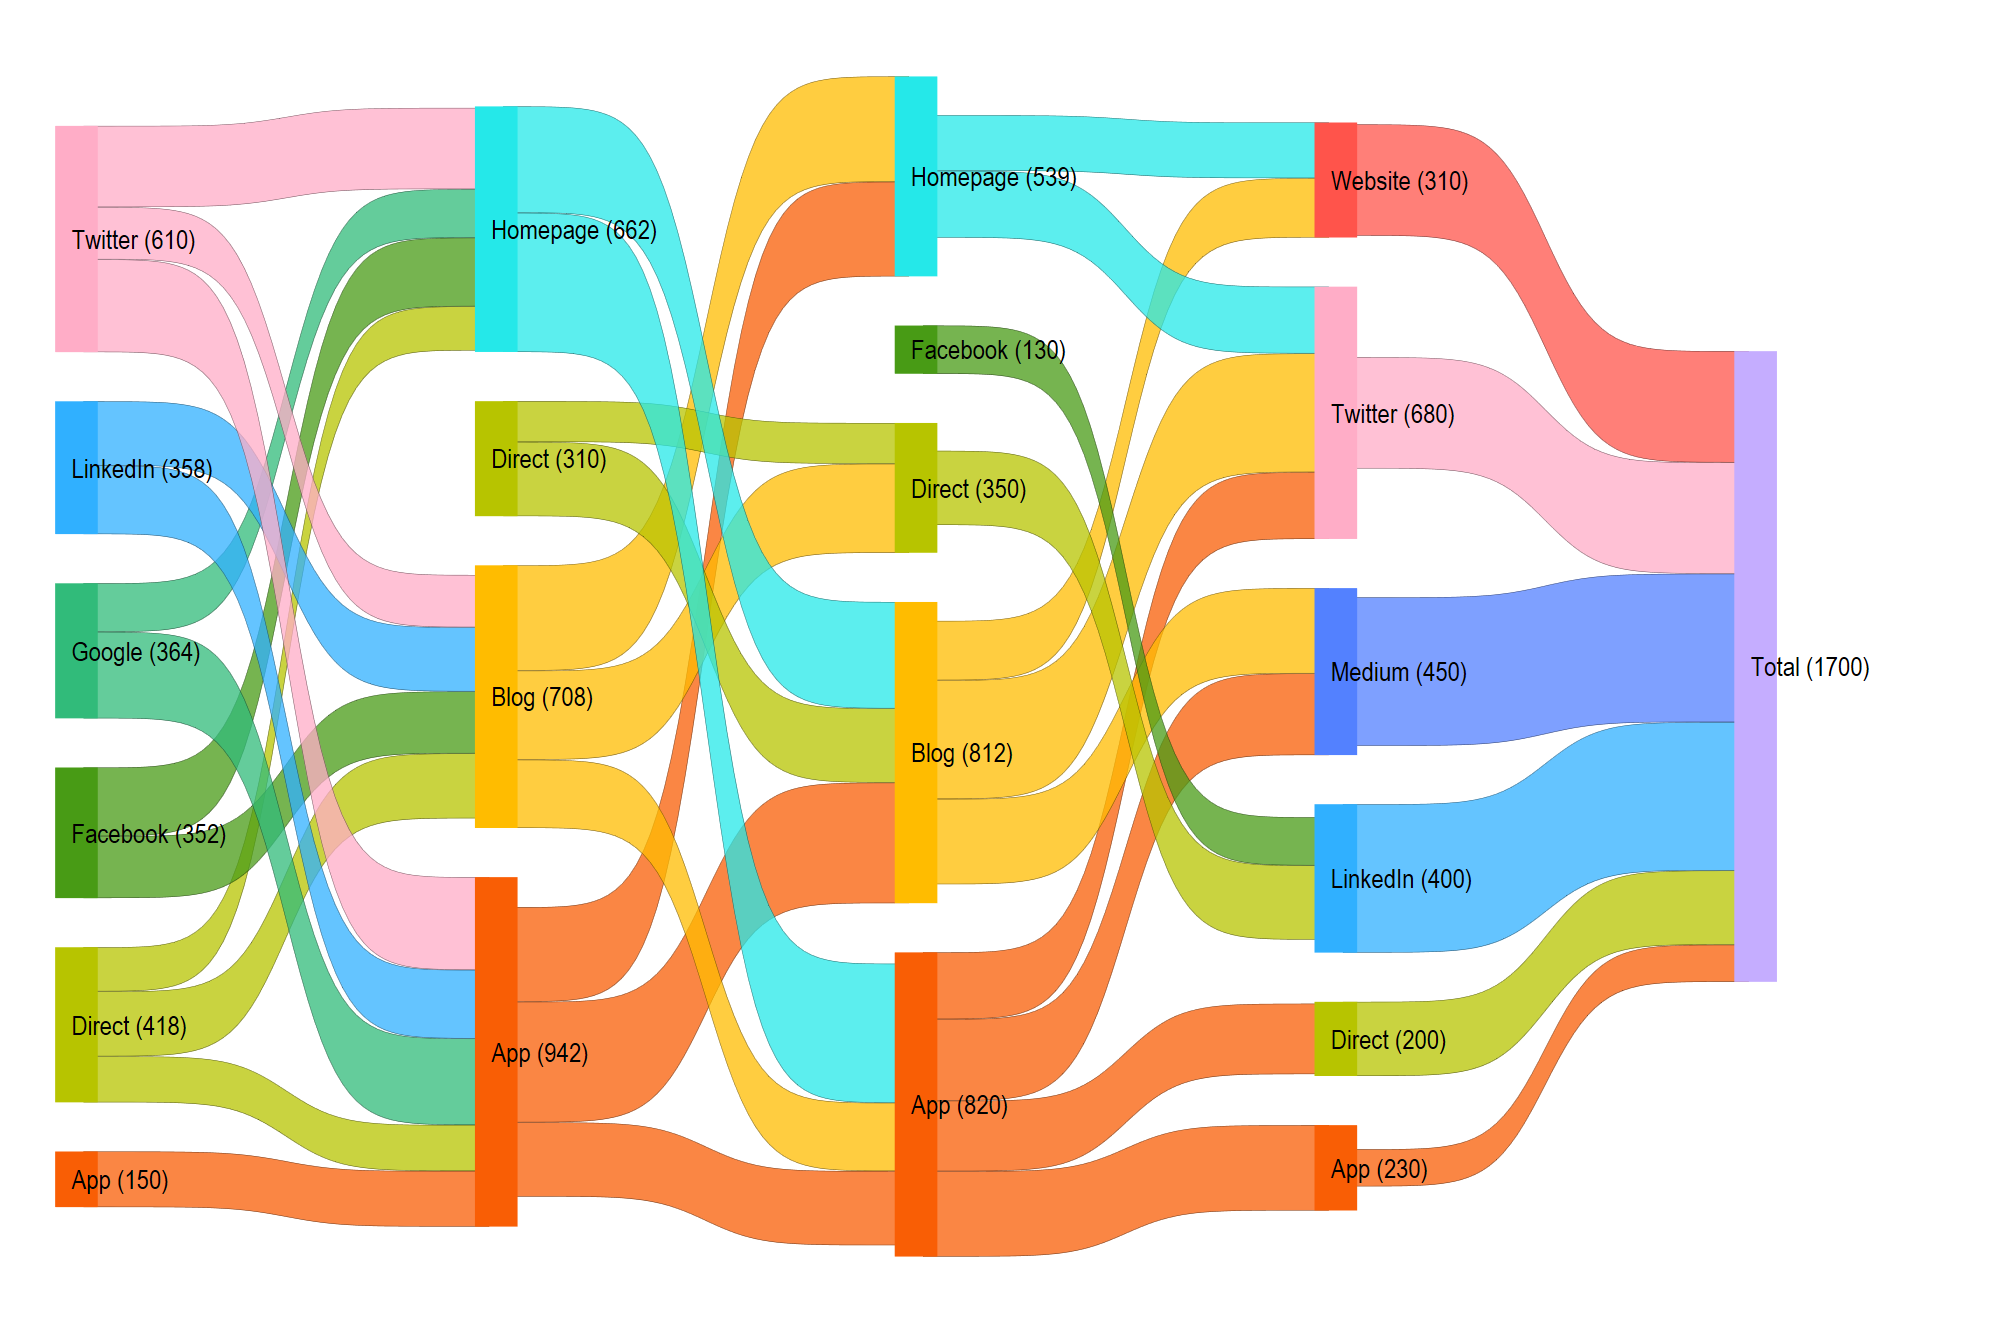 Twitter (610)
LinkedIn (358)
Google (364)
Facebook (352)
Direct (418)
App (150)
Homepage (662)
Direct (310)
Blog (708)
App (942)
Homepage (539)
Facebook (130)
Direct (350)
Blog (812)
App (820)
Website (310)
Twitter (680)
Medium (450)
LinkedIn (400)
Direct (200)
App (230)
Total (1700)